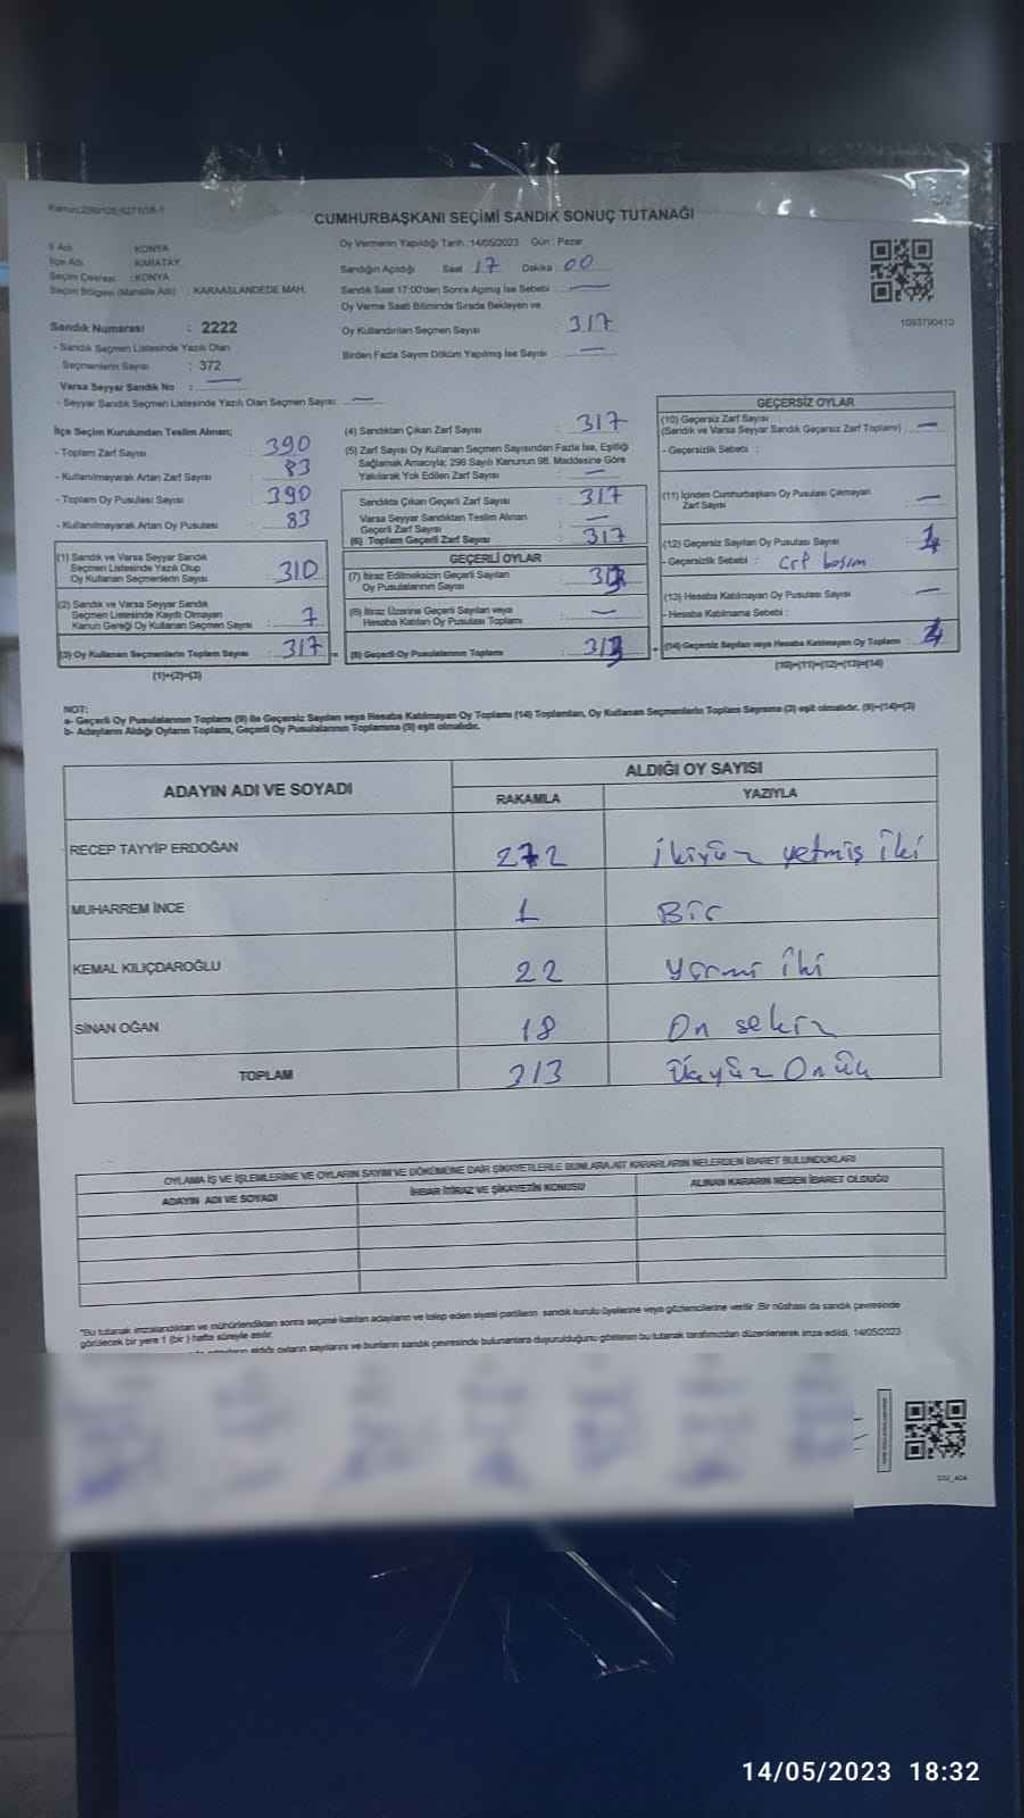 CUMHURBAŞKANI SEÇİMİ SANDIK SONUÇ TUTANAĞI
İl Adı : KONYA
İlçe Adı : KARATAY
Seçim Çevresi : KONYA
Seçim Bölgesi (Mahalle Adı) : KARAASLANDEDE MAH.
Sandık Numarası : 2222
- Sandık Seçmen Listesinde Yazılı Olan
Seçmenlerin Sayısı : 372
Varsa Seyyar Sandık No : —
- Seyyar Sandık Seçmen Listesinde Yazılı Olan Seçmen Sayısı : —
Oy Vermenin Yapıldığı Tarih : 14/05/2023 Gün : Pazar
Sandığın Açıldığı Saat 17 Dakika 00
Sandık Saat 17:00'den Sonra Açılmış İse Sebebi : —
Oy Verme Saati Bitiminde Sırada Bekleyen ve
Oy Kullandırılan Seçmen Sayısı : 317
Birden Fazla Sayım Döküm Yapılmış İse Sayısı : —
1093790410
İlçe Seçim Kurulundan Teslim Alınan;
- Toplam Zarf Sayısı : 390
- Kullanılmayarak Artan Zarf Sayısı : 83
- Toplam Oy Pusulası Sayısı : 390
- Kullanılmayarak Artan Oy Pusulası : 83
(1) Sandık ve Varsa Seyyar Sandık
Seçmen Listesinde Yazılı Olup
Oy Kullanan Seçmenlerin Sayısı : 310
(2) Sandık ve Varsa Seyyar Sandık
Seçmen Listesinde Kayıtlı Olmayan
Kanun Gereği Oy Kullanan Seçmen Sayısı : 7
(3) Oy Kullanan Seçmenlerin Toplam Sayısı : 317
(1)+(2)=(3)
(4) Sandıktan Çıkan Zarf Sayısı : 317
(5) Zarf Sayısı Oy Kullanan Seçmen Sayısından Fazla İse, Eşitliği
Sağlamak Amacıyla; 298 Sayılı Kanunun 98. Maddesine Göre
Yakılarak Yok Edilen Zarf Sayısı : —
Sandıkta Çıkan Geçerli Zarf Sayısı : 317
Varsa Seyyar Sandıktan Teslim Alınan
Geçerli Zarf Sayısı : —
(6) Toplam Geçerli Zarf Sayısı : 317
GEÇERLİ OYLAR
(7) İtiraz Edilmeksizin Geçerli Sayılan
Oy Pusulalarının Sayısı : 313
(8) İtiraz Üzerine Geçerli Sayılan veya
Hesaba Katılan Oy Pusulası Toplamı : —
(9) Geçerli Oy Pusulalarının Toplamı : 313
GEÇERSİZ OYLAR
(10) Geçersiz Zarf Sayısı
(Sandık ve Varsa Seyyar Sandık Geçersiz Zarf Toplamı) : —
- Geçersizlik Sebebi :
(11) İçinden Cumhurbaşkanı Oy Pusulası Çıkmayan
Zarf Sayısı : —
(12) Geçersiz Sayılan Oy Pusulası Sayısı : 4
- Geçersizlik Sebebi :
(13) Hesaba Katılmayan Oy Pusulası Sayısı : —
- Hesaba Katılmama Sebebi :
(14) Geçersiz Sayılan veya Hesaba Katılmayan Oy Toplamı : 4
(10)+(11)+(12)+(13)=(14)
NOT:
a- Geçerli Oy Pusulalarının Toplamı (9) ile Geçersiz Sayılan veya Hesaba Katılmayan Oy Toplamı (14) Toplamları, Oy Kullanan Seçmenlerin Toplam Sayısına (3) eşit olmalıdır. (9)+(14)=(3)
b- Adayların Aldığı Oyların Toplamı, Geçerli Oy Pusulalarının Toplamına (9) eşit olmalıdır.
ADAYIN ADI VE SOYADI
ALDIĞI OY SAYISI
RAKAMLA YAZIYLA
RECEP TAYYİP ERDOĞAN 272 ikiyüz yetmiş iki
MUHARREM İNCE 1 Bir
KEMAL KILIÇDAROĞLU 22 Yirmi iki
SİNAN OĞAN 18 On sekiz
TOPLAM 313 Üçyüz Onüç
OYLAMA İŞ VE İŞLEMLERİNE VE OYLARIN SAYIM VE DÖKÜMÜNE DAİR ŞİKAYETLERLE BUNLARA AİT KARARLARIN NELERDEN İBARET BULUNDUKLARI
ADAYIN ADI VE SOYADI İHBAR İTİRAZ VE ŞİKAYETİN KONUSU ALINAN KARARIN NEDEN İBARET OLDUĞU
"Bu tutanak imzalandıktan ve mühürlendikten sonra seçime katılan adayların ve talep eden siyasi partilerin sandık kurulu üyelerine veya gözlemcilerine verilir. Bir nüshası da sandık çevresinde
görülecek bir yere 1 (bir) hafta süreyle asılır.
aldığı oyların sayılarını ve bunların sandık çevresinde bulunanlara duyurulduğunu gösteren bu tutanak tarafımızdan düzenlenerek imza edildi. 14/05/2023
14/05/2023 18:32